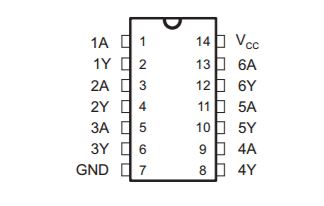 1A 1 14 VCC
1Y 2 13 6A
2A 3 12 6Y
2Y 4 11 5A
3A 5 10 5Y
3Y 6 9 4A
GND 7 8 4Y